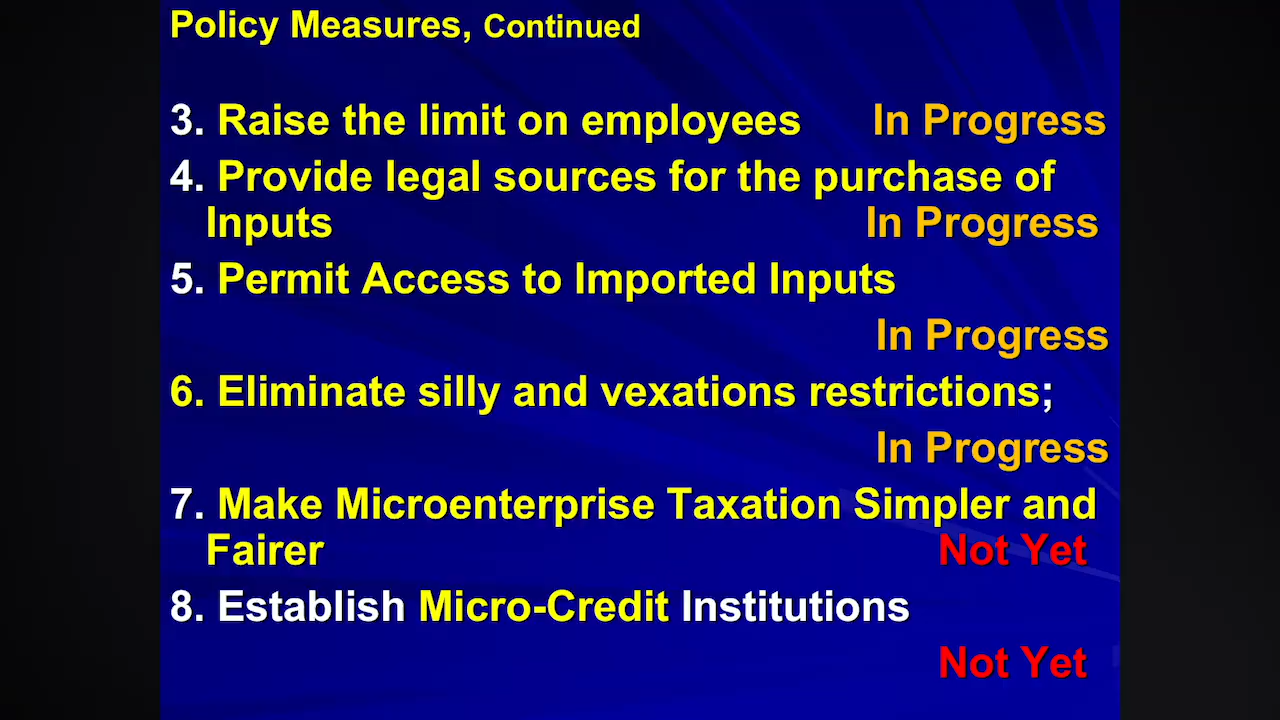 Policy Measures, Continued
3. Raise the limit on employees In Progress
4. Provide legal sources for the purchase of
Inputs In Progress
5. Permit Access to Imported Inputs
In Progress
6. Eliminate silly and vexations restrictions;
In Progress
7. Make Microenterprise Taxation Simpler and
Fairer Not Yet
8. Establish Micro-Credit Institutions
Not Yet